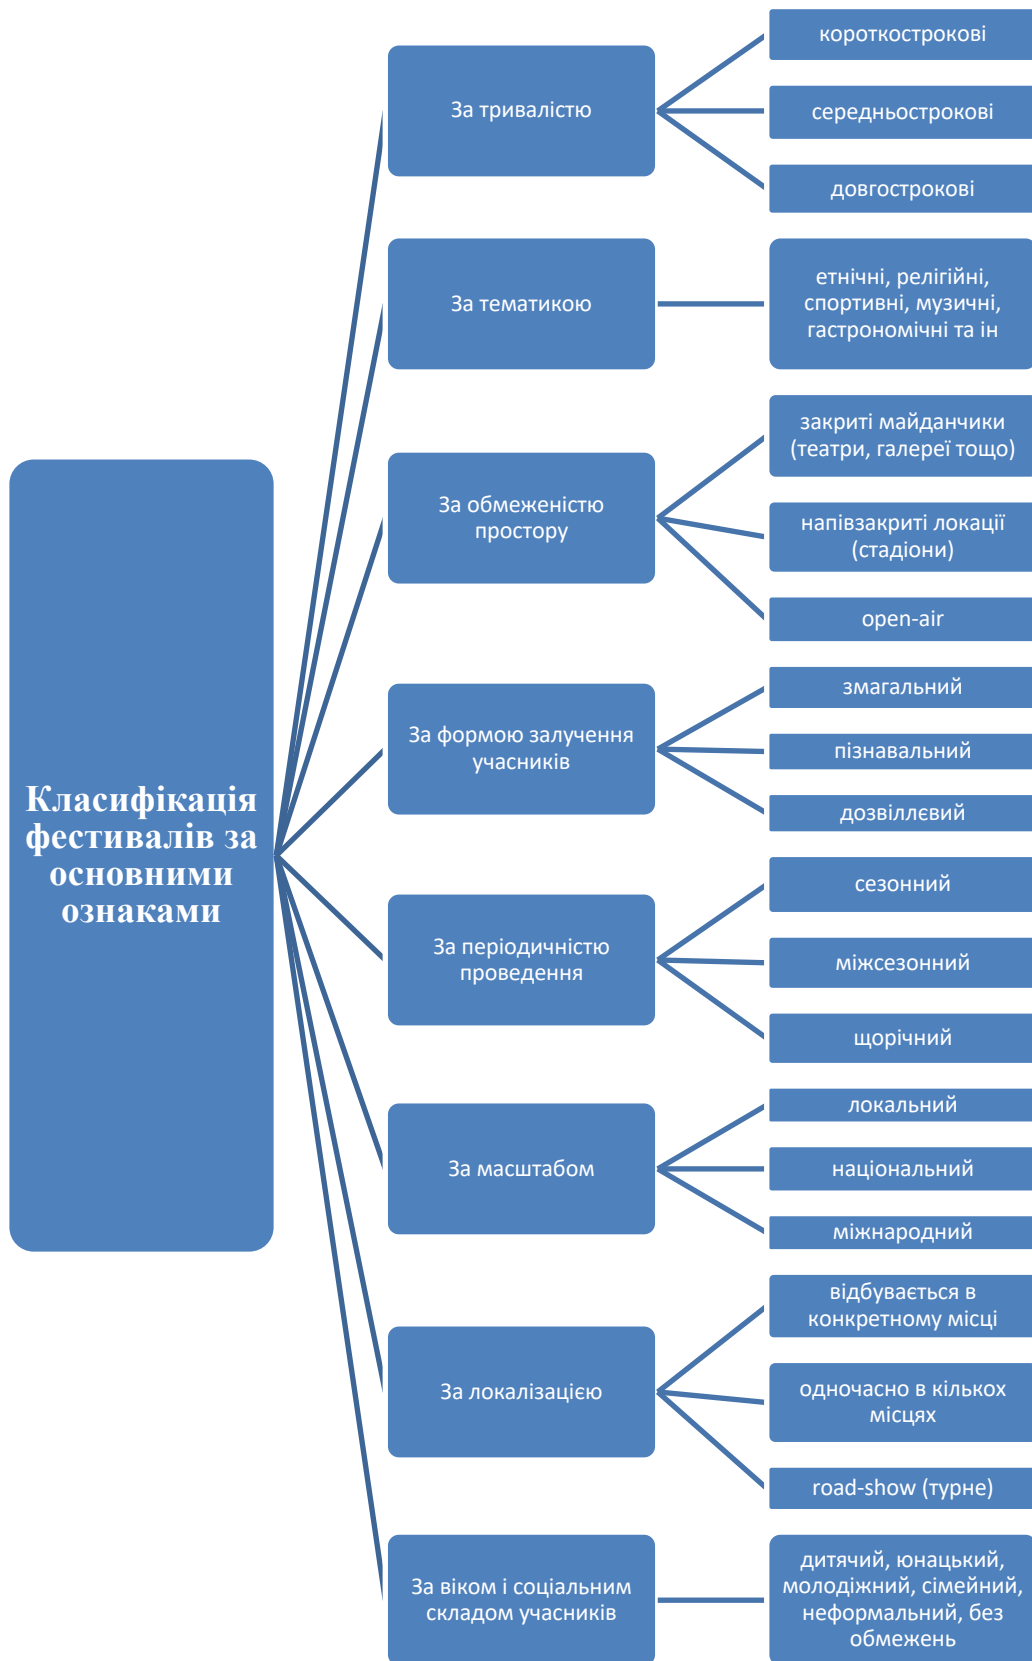 Класифікація
фестивалів за
основними
ознаками
За тривалістю
короткострокові
середньострокові
довгострокові
За тематикою
етнічні, релігійні,
спортивні, музичні,
гастрономічні та ін
За обмеженістю
простору
закриті майданчики
(театри, галереї тощо)
напівзакриті локації
(стадіони)
open-air
За формою залучення
учасників
змагальний
пізнавальний
дозвіллєвий
За періодичністю
проведення
сезонний
міжсезонний
щорічний
За масштабом
локальний
національний
міжнародний
За локалізацією
відбувається в
конкретному місці
одночасно в кількох
місцях
road-show (турне)
За віком і соціальним
складом учасників
дитячий, юнацький,
молодіжний, сімейний,
неформальний, без
обмежень